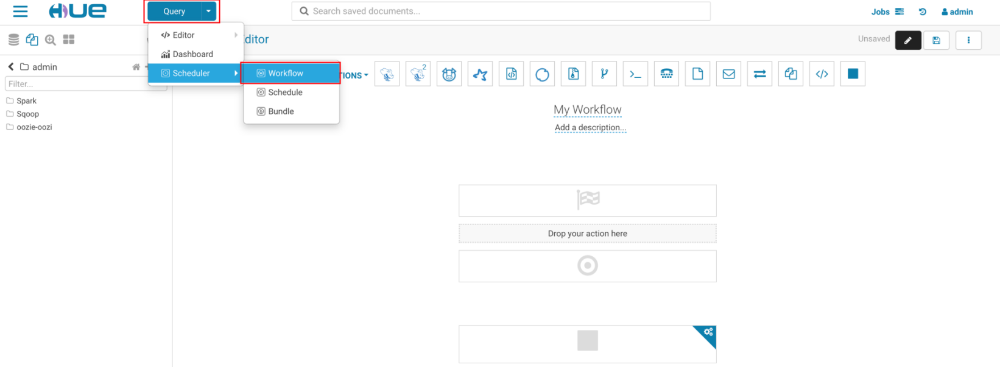 HUE
Query
Search saved documents...
Jobs
admin
</> Editor
Editor
Unsaved
Dashboard
admin
Scheduler
Workflow
TIONS
2
Filter...
Schedule
Spark
Bundle
Sqoop
My Workflow
oozie-oozi
Add a description...
Drop your action here